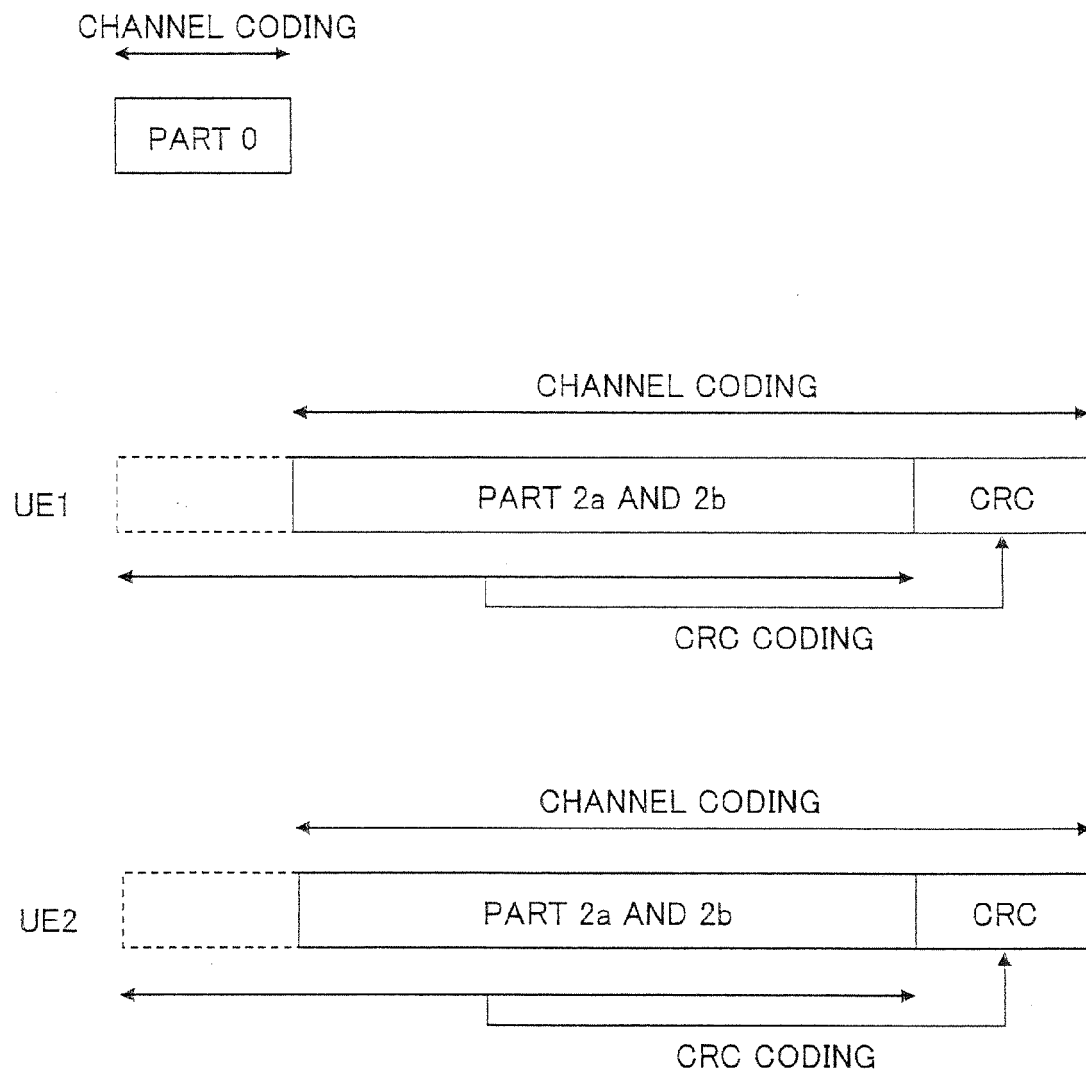 CHANNEL CODING
PART 0
CHANNEL CODING
UE1
PART 2a AND 2b
CRC
CRC CODING
CHANNEL CODING
UE2
PART 2a AND 2b
CRC
CRC CODING